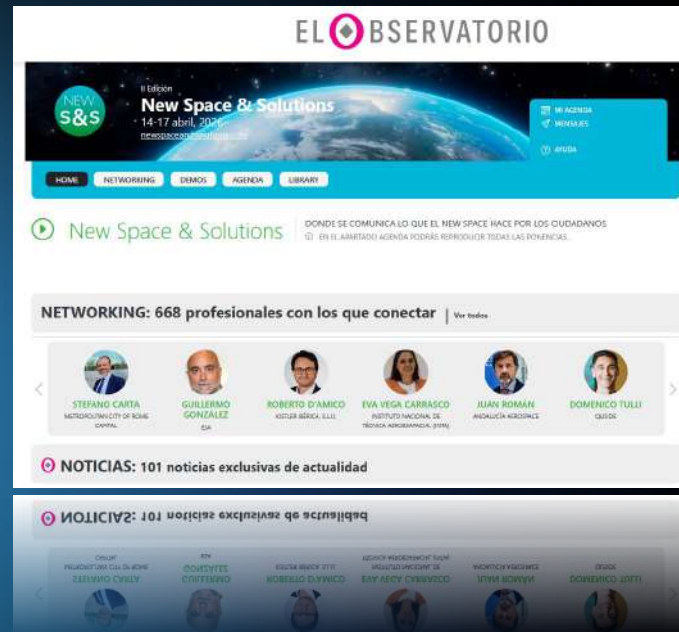 EL OBSERVATORIO
II Edición
NEW
S&S
New Space & Solutions
14-17 abril, 2026
MI AGENDA
MENSAJES
AYUDA
HOME NETWORKING DEMOS AGENDA LIBRARY
New Space & Solutions
DONDE SE COMUNICA LO QUE EL NEW SPACE HACE POR LOS CIUDADANOS
EN EL APARTADO AGENDA PODRÁS REPRODUCIR TODAS LAS PONENCIAS.
NETWORKING: 668 profesionales con los que conectar | Ver todos
STEFANO CARTA
METROPOLITAN CITY OF ROME
CAPITAL
GUILLERMO
GONZÁLEZ
ESA
ROBERTO D'AMICO
KISTLER IBÉRICA, S.L.U.
EVA VEGA CARRASCO
INSTITUTO NACIONAL DE
TÉCNICA AEROESPACIAL (INTA)
JUAN ROMÁN
ANDALUCÍA AEROSPACE
DOMENICO TULLI
NOTICIAS: 101 noticias exclusivas de actualidad